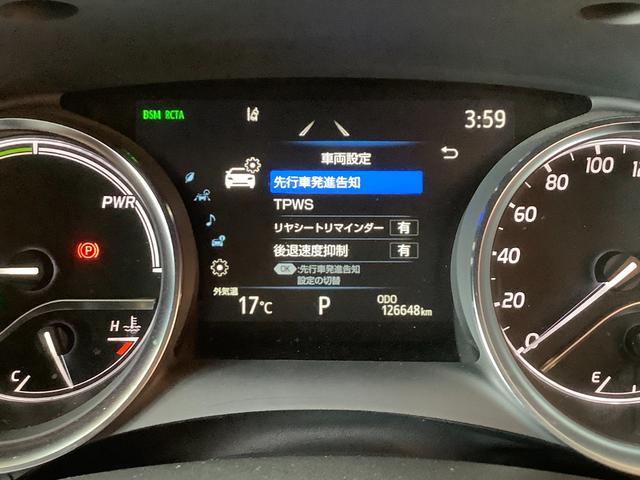 BSM RCTA
3:59
車両設定
先行車発進告知
TPWS
リヤシートリマインダー 有
後退速度抑制 有
OK :先行車発進告知
設定の切替
外気温
17℃
P
ODO
126648km
PWR
(P)
H
C
120
100
80
60
40
20
0
E